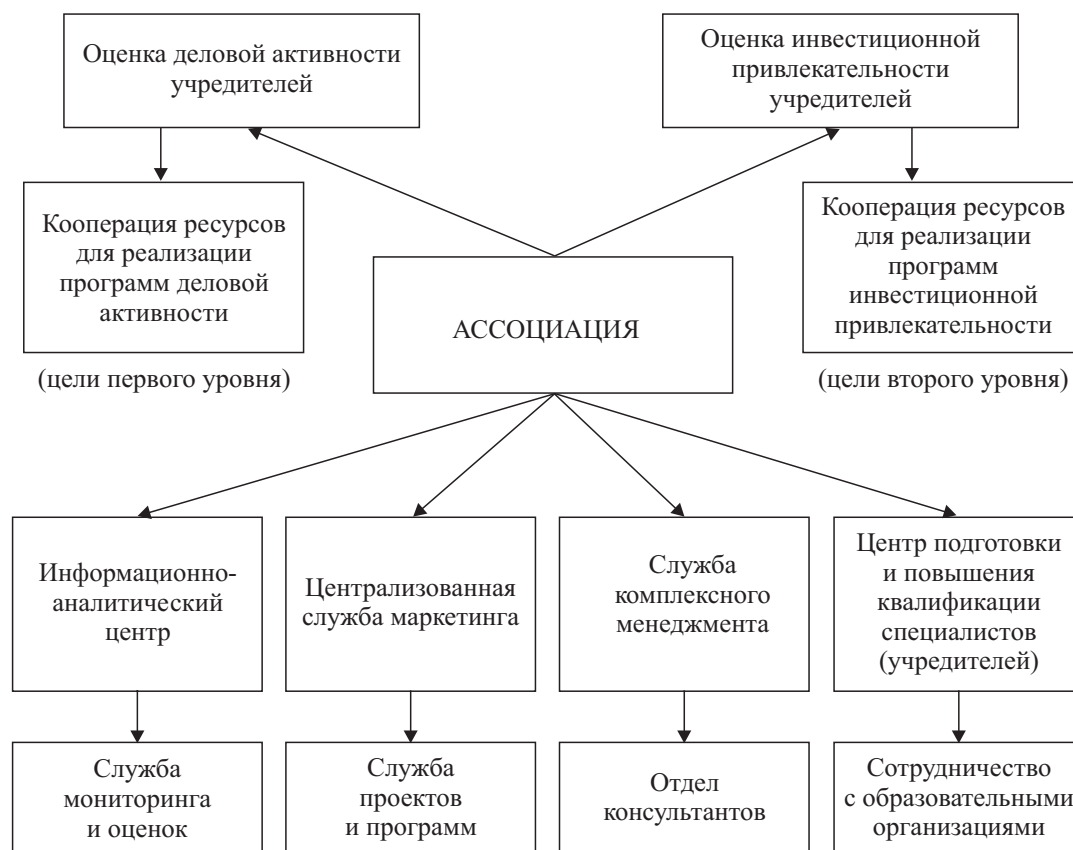 Оценка деловой активности
учредителей
Оценка инвестиционной
привлекательности
учредителей
Кооперация ресурсов
для реализации
программ деловой
активности
(цели первого уровня)
АССОЦИАЦИЯ
Кооперация ресурсов
для реализации
программ
инвестиционной
привлекательности
(цели второго уровня)
Информационно-
аналитический
центр
Централизованная
служба маркетинга
Служба
комплексного
менеджмента
Центр подготовки
и повышения
квалификации
специалистов
(учредителей)
Служба
мониторинга
и оценок
Служба
проектов
и программ
Отдел
консультантов
Сотрудничество
с образовательными
организациями